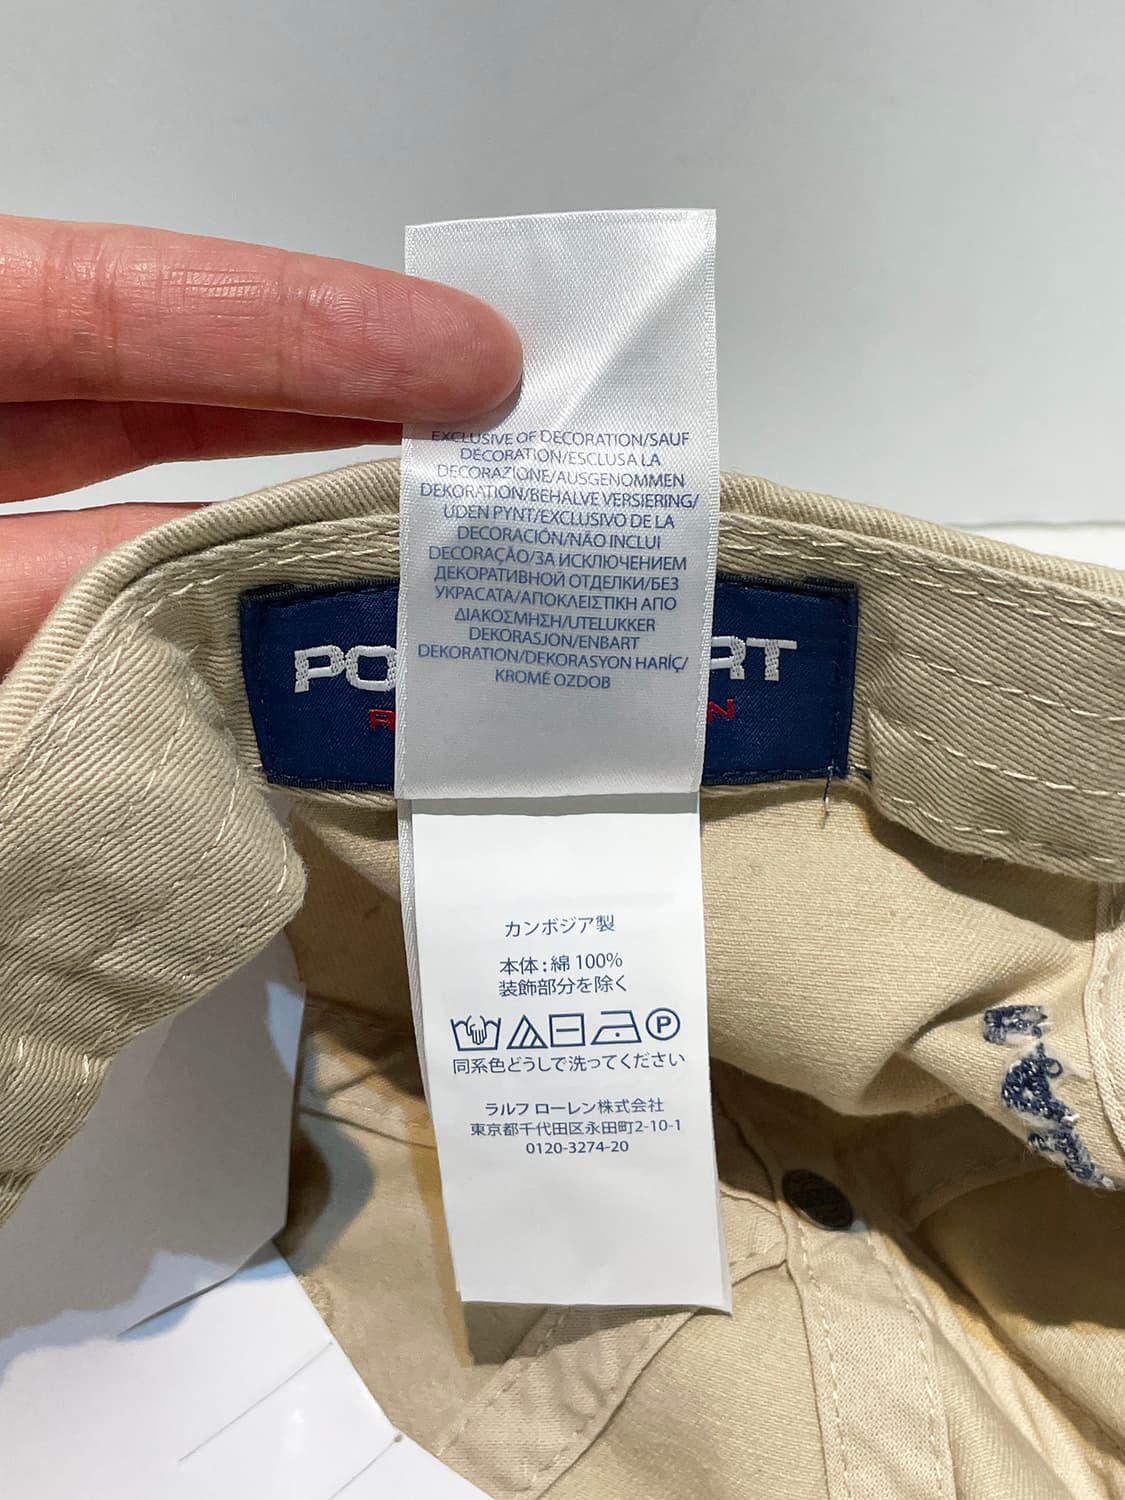 EXCLUSIVE OF DECORATION/SAUF
DECORATION/ESCLUSA LA
DECORAZIONE/AUSGENOMMEN
DEKORATION/BEHALVE VERSIERING/
UDEN PYNT/EXCLUSIVO DE LA
DECORACIÓN/NÃO INCLUI
DECORAÇÃO/ЗА ИСКЛЮЧЕНИЕМ
ДЕКОРАТИВНОЙ ОТДЕЛКИ/БЕЗ
УКРАСАТА/ΑΠΟΚΛΕΙΣΤΙΚΗ ΑΠΟ
ΔΙΑΚΟΣΜΗΣΗ/UTELUKKER
DEKORASJON/ENBART
DEKORATION/DEKORASYON HARİÇ/
KROMĚ OZDOB
PO RT
R N
カンボジア製
本体:綿 100%
装飾部分を除く
P
同系色どうしで洗ってください
ラルフ ローレン株式会社
東京都千代田区永田町2-10-1
0120-3274-20